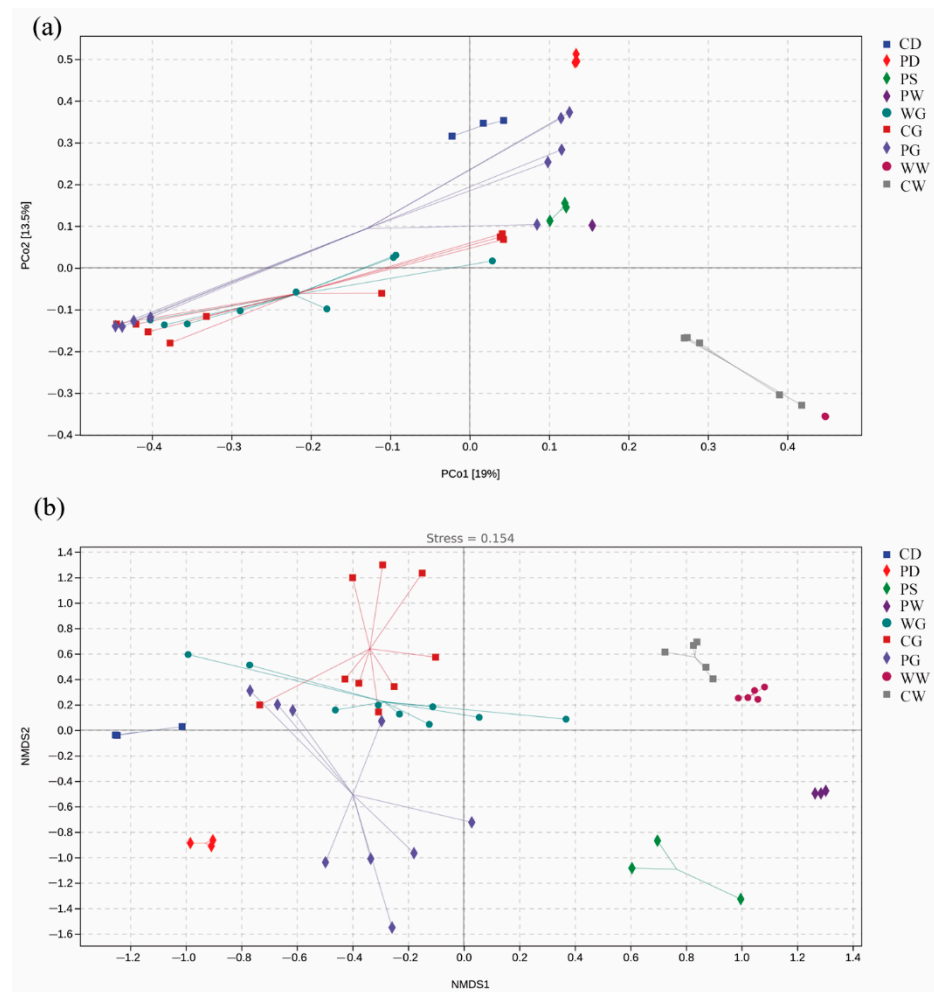 (a)
0.5
0.4
0.3
0.2
0.1
0.0
−0.1
−0.2
−0.3
−0.4
PCo2 [13.5%]
−0.4
−0.3
−0.2
−0.1
0.0
0.1
0.2
0.3
0.4
PCo1 [19%]
CD
PD
PS
PW
WG
CG
PG
WW
CW
(b)
Stress = 0.154
1.4
1.2
1.0
0.8
0.6
0.4
0.2
0.0
−0.2
−0.4
−0.6
−0.8
−1.0
−1.2
−1.4
−1.6
NMDS2
−1.2
−1.0
−0.8
−0.6
−0.4
−0.2
0.0
0.2
0.4
0.6
0.8
1.0
1.2
1.4
NMDS1
CD
PD
PS
PW
WG
CG
PG
WW
CW